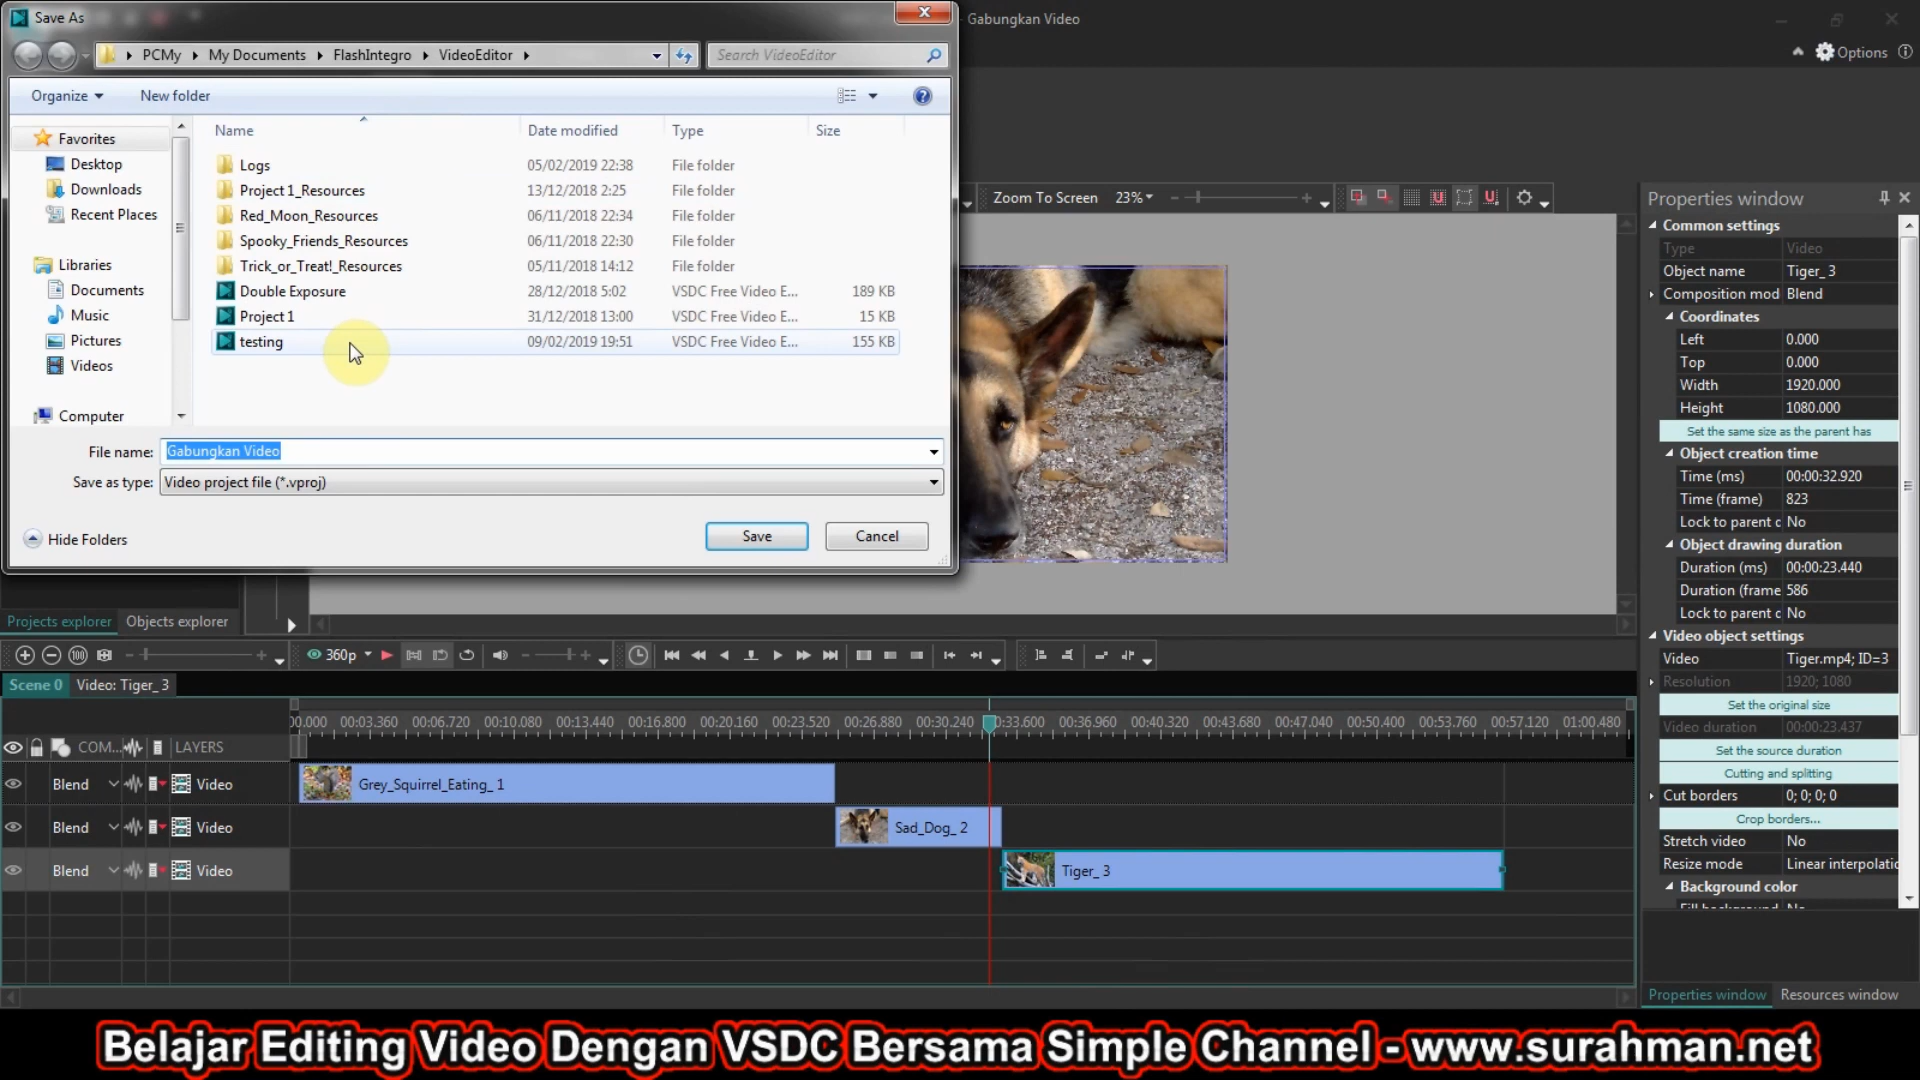 Save As
- Gabungkan Video
PCMy
My Documents
FlashIntegro
VideoEditor
Search VideoEditor
Options
Organize
New folder
Name
Date modified
Type
Size
Favorites
Desktop
Downloads
Recent Places
Libraries
Documents
Music
Pictures
Videos
Computer
Logs 05/02/2019 22:38 File folder
Project 1_Resources 13/12/2018 2:25 File folder
Red_Moon_Resources 06/11/2018 22:34 File folder
Spooky_Friends_Resources 06/11/2018 22:30 File folder
Trick_or_Treat!_Resources 05/11/2018 14:12 File folder
Double Exposure 28/12/2018 5:02 VSDC Free Video E... 189 KB
Project 1 31/12/2018 13:00 VSDC Free Video E... 15 KB
testing 09/02/2019 19:51 VSDC Free Video E... 155 KB
File name: Gabungkan Video
Save as type: Video project file (*.vproj)
Hide Folders
Save
Cancel
Zoom To Screen 23%
Properties window
Common settings
Type Video
Object name Tiger_ 3
Composition mod Blend
Coordinates
Left 0.000
Top 0.000
Width 1920.000
Height 1080.000
Set the same size as the parent has
Object creation time
Time (ms) 00:00:32.920
Time (frame) 823
Lock to parent c No
Object drawing duration
Duration (ms) 00:00:23.440
Duration (frame 586
Lock to parent c No
Video object settings
Video Tiger.mp4; ID=3
Resolution 1920; 1080
Set the original size
Video duration 00:00:23.437
Set the source duration
Cutting and splitting
Cut borders 0; 0; 0; 0
Crop borders...
Stretch video No
Resize mode Linear interpolatic
Background color
Properties window
Resources window
Projects explorer
Objects explorer
360p
Scene 0
Video: Tiger_ 3
00.000 00:03.360 00:06.720 00:10.080 00:13.440 00:16.800 00:20.160 00:23.520 00:26.880 00:30.240 0:33.600 00:36.960 00:40.320 00:43.680 00:47.040 00:50.400 00:53.760 00:57.120 01:00.480
COM... LAYERS
Blend Video Grey_Squirrel_Eating_ 1
Blend Video Sad_Dog_ 2
Blend Video Tiger_ 3
Belajar Editing Video Dengan VSDC Bersama Simple Channel - www.surahman.net